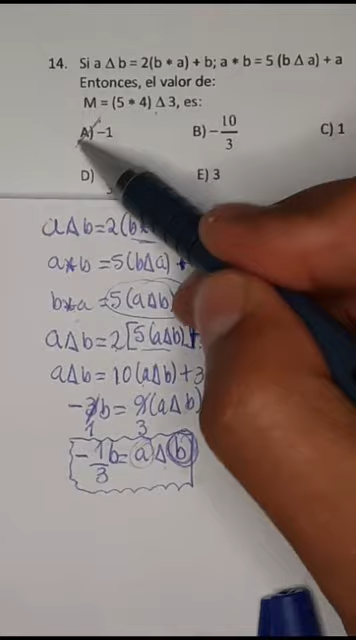 14. Si a Δ b = 2(b * a) + b; a * b = 5 (b Δ a) + a
Entonces, el valor de:
M = (5 * 4) Δ 3, es:
A) -1 B) - 10/3 C) 1
D) E) 3
aΔb = 2(b
a*b = 5(bΔa) +
b*a = 5(aΔb)
aΔb = 2[5(aΔb)+
aΔb = 10(aΔb) + 3
-3b = 9(aΔb)
1 3
-1/3 b = a Δ b